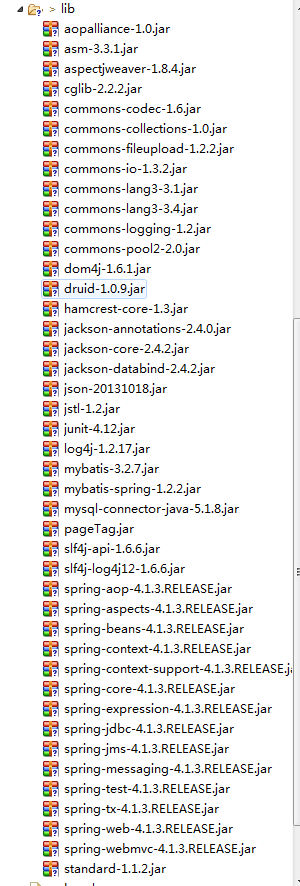 > lib
aopalliance-1.0.jar
asm-3.3.1.jar
aspectjweaver-1.8.4.jar
cglib-2.2.2.jar
commons-codec-1.6.jar
commons-collections-1.0.jar
commons-fileupload-1.2.2.jar
commons-io-1.3.2.jar
commons-lang3-3.1.jar
commons-lang3-3.4.jar
commons-logging-1.2.jar
commons-pool2-2.0.jar
dom4j-1.6.1.jar
druid-1.0.9.jar
hamcrest-core-1.3.jar
jackson-annotations-2.4.0.jar
jackson-core-2.4.2.jar
jackson-databind-2.4.2.jar
json-20131018.jar
jstl-1.2.jar
junit-4.12.jar
log4j-1.2.17.jar
mybatis-3.2.7.jar
mybatis-spring-1.2.2.jar
mysql-connector-java-5.1.8.jar
pageTag.jar
slf4j-api-1.6.6.jar
slf4j-log4j12-1.6.6.jar
spring-aop-4.1.3.RELEASE.jar
spring-aspects-4.1.3.RELEASE.jar
spring-beans-4.1.3.RELEASE.jar
spring-context-4.1.3.RELEASE.jar
spring-context-support-4.1.3.RELEASE.ja
spring-core-4.1.3.RELEASE.jar
spring-expression-4.1.3.RELEASE.jar
spring-jdbc-4.1.3.RELEASE.jar
spring-jms-4.1.3.RELEASE.jar
spring-messaging-4.1.3.RELEASE.jar
spring-test-4.1.3.RELEASE.jar
spring-tx-4.1.3.RELEASE.jar
spring-web-4.1.3.RELEASE.jar
spring-webmvc-4.1.3.RELEASE.jar
standard-1.1.2.jar